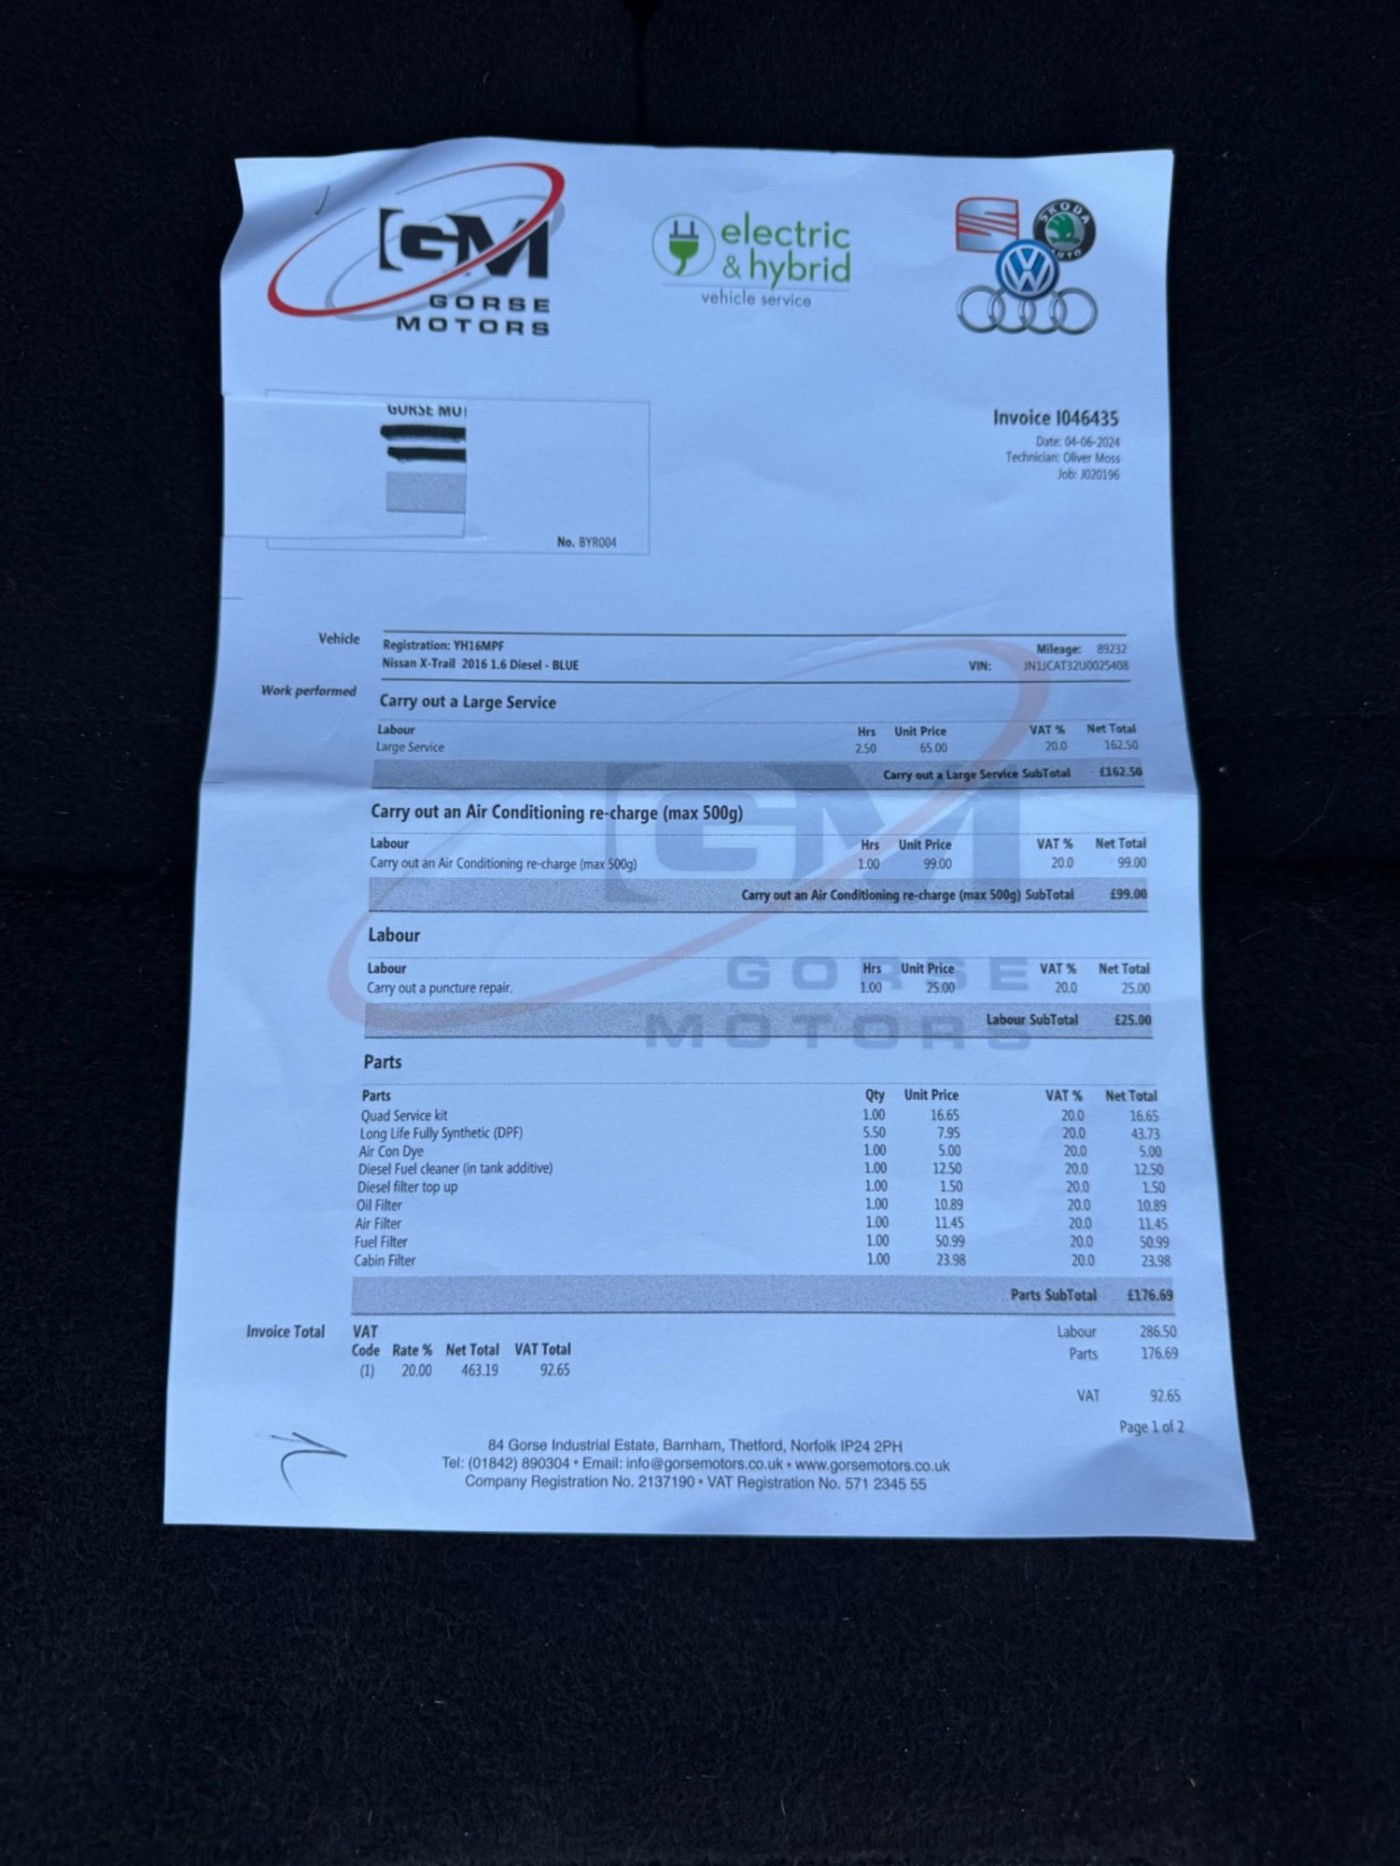 GM
GORSE
MOTORS
electric
& hybrid
vehicle service
SKODA
AUTO
VW
GORSE MO
Invoice I046435
Date: 04-06-2024
Technician: Oliver Moss
Job: J020196
No. BYR004
Vehicle
Registration: YH16MPF
Mileage: 89232
Nissan X-Trail 2016 1.6 Diesel - BLUE
VIN: JN1JCAT32U0025408
Work performed
Carry out a Large Service
Labour Hrs Unit Price VAT % Net Total
Large Service 2.50 65.00 20.0 162.50
Carry out a Large Service SubTotal £162.50
Carry out an Air Conditioning re-charge (max 500g)
Labour Hrs Unit Price VAT % Net Total
Carry out an Air Conditioning re-charge (max 500g) 1.00 99.00 20.0 99.00
Carry out an Air Conditioning re-charge (max 500g) SubTotal £99.00
Labour
Labour Hrs Unit Price VAT % Net Total
Carry out a puncture repair. 1.00 25.00 20.0 25.00
Labour SubTotal £25.00
GM
GORSE
MOTORS
Parts
Parts Qty Unit Price VAT % Net Total
Quad Service kit 1.00 16.65 20.0 16.65
Long Life Fully Synthetic (DPF) 5.50 7.95 20.0 43.73
Air Con Dye 1.00 5.00 20.0 5.00
Diesel Fuel cleaner (in tank additive) 1.00 12.50 20.0 12.50
Diesel filter top up 1.00 1.50 20.0 1.50
Oil Filter 1.00 10.89 20.0 10.89
Air Filter 1.00 11.45 20.0 11.45
Fuel Filter 1.00 50.99 20.0 50.99
Cabin Filter 1.00 23.98 20.0 23.98
Parts SubTotal £176.69
Invoice Total
VAT
Code Rate % Net Total VAT Total
(1) 20.00 463.19 92.65
Labour 286.50
Parts 176.69
VAT 92.65
Page 1 of 2
84 Gorse Industrial Estate, Barnham, Thetford, Norfolk IP24 2PH
Tel: (01842) 890304 • Email: info@gorsemotors.co.uk • www.gorsemotors.co.uk
Company Registration No. 2137190 • VAT Registration No. 571 2345 55